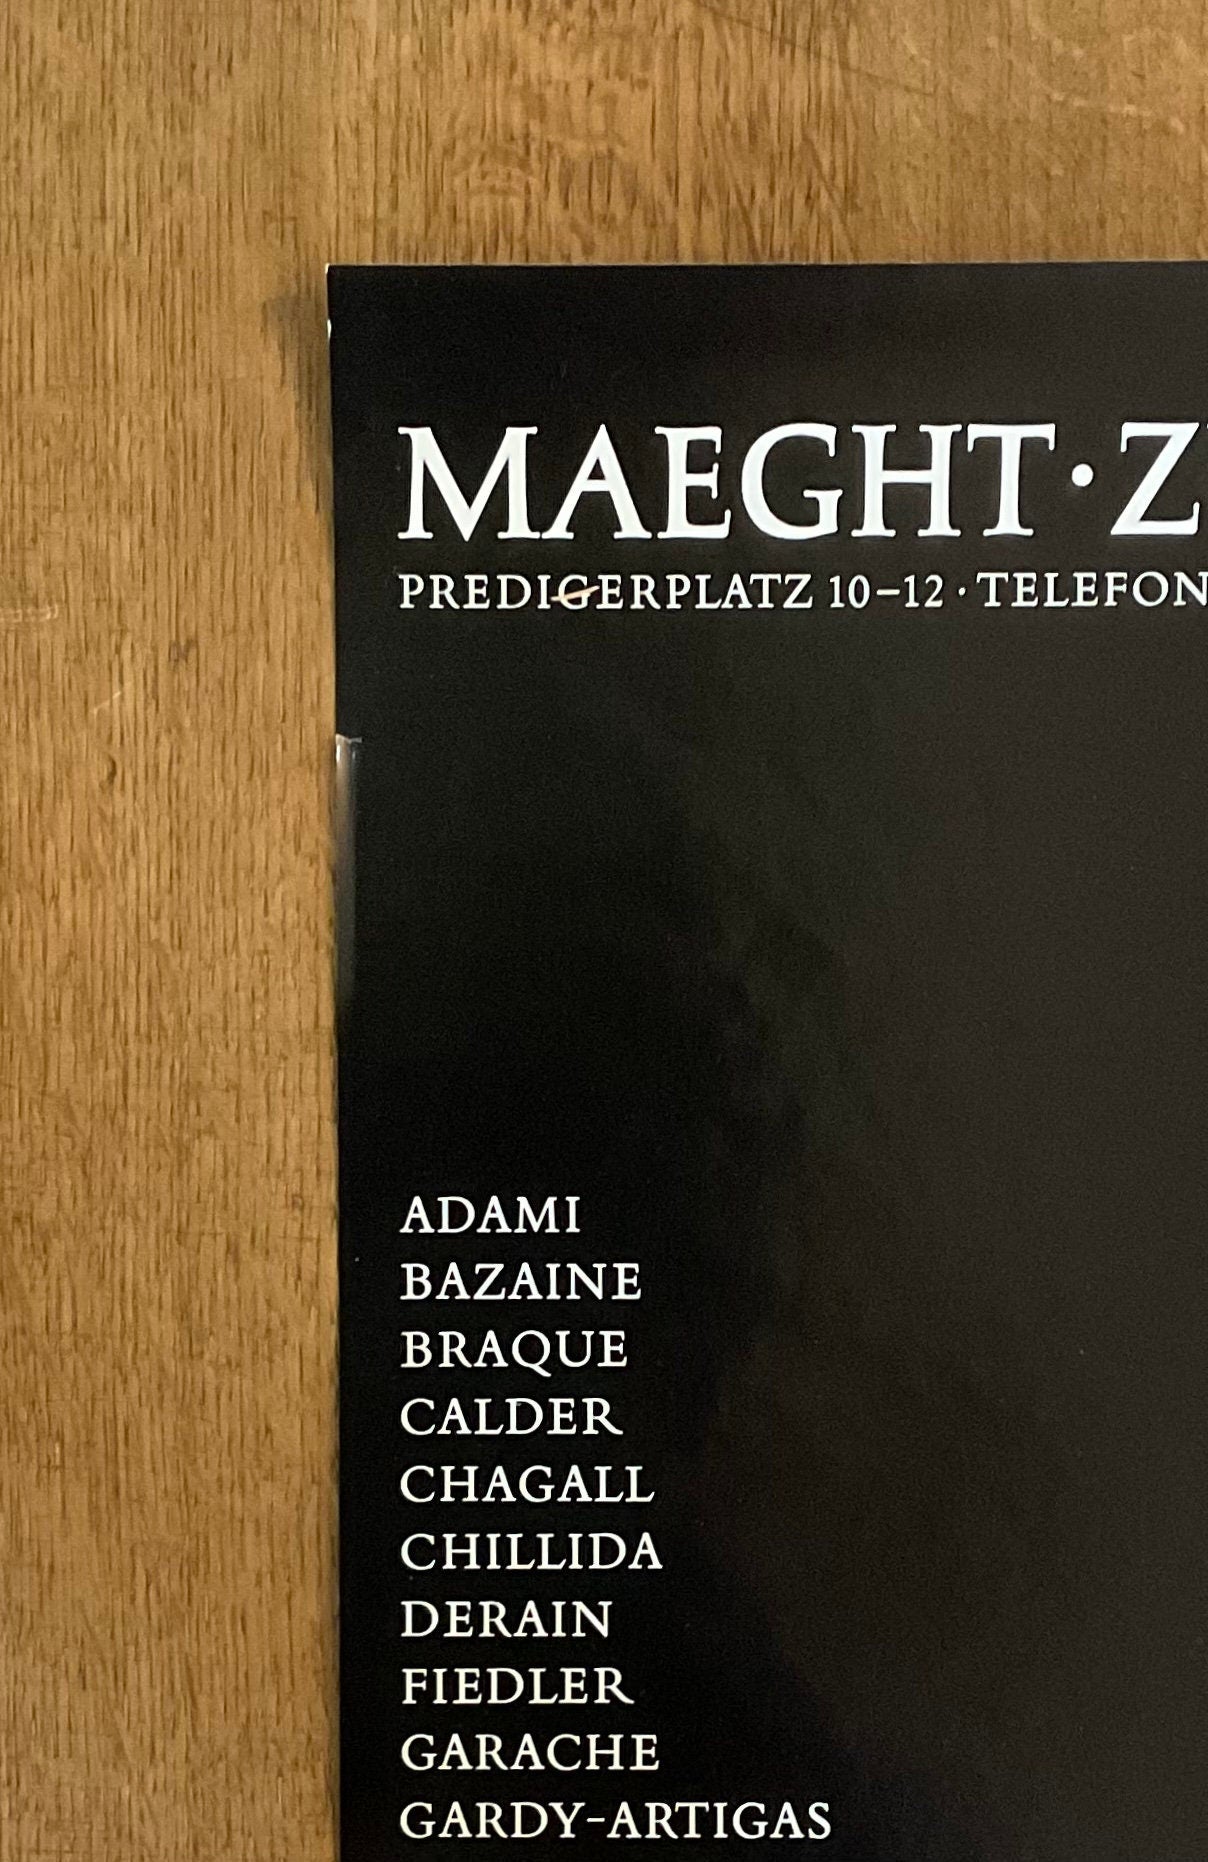 MAEGHT·Z
PREDIGERPLATZ 10–12 · TELEFON
ADAMI
BAZAINE
BRAQUE
CALDER
CHAGALL
CHILLIDA
DERAIN
FIEDLER
GARACHE
GARDY-ARTIGAS